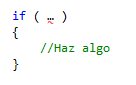 if ( … )
{
//Haz algo
}